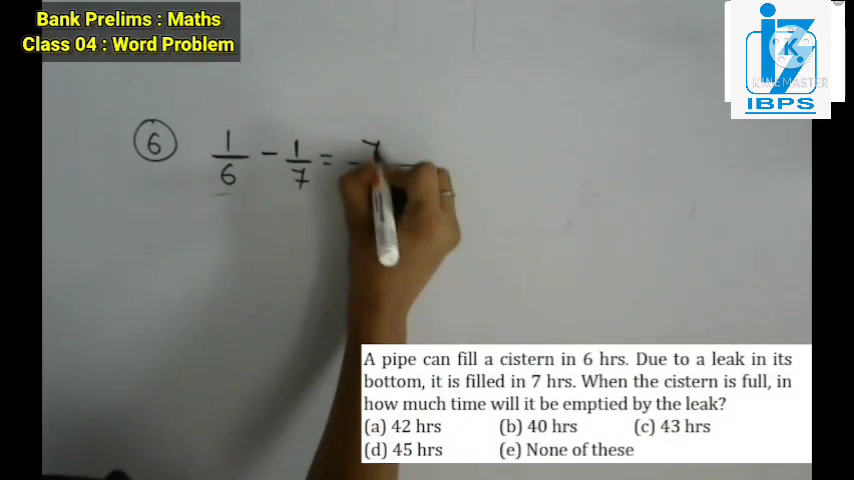 Bank Prelims : Maths
Class 04 : Word Problem
i7
K
KINEMASTER
IBPS
6 1/6 - 1/7 = 7
A pipe can fill a cistern in 6 hrs. Due to a leak in its
bottom, it is filled in 7 hrs. When the cistern is full, in
how much time will it be emptied by the leak?
(a) 42 hrs (b) 40 hrs (c) 43 hrs
(d) 45 hrs (e) None of these